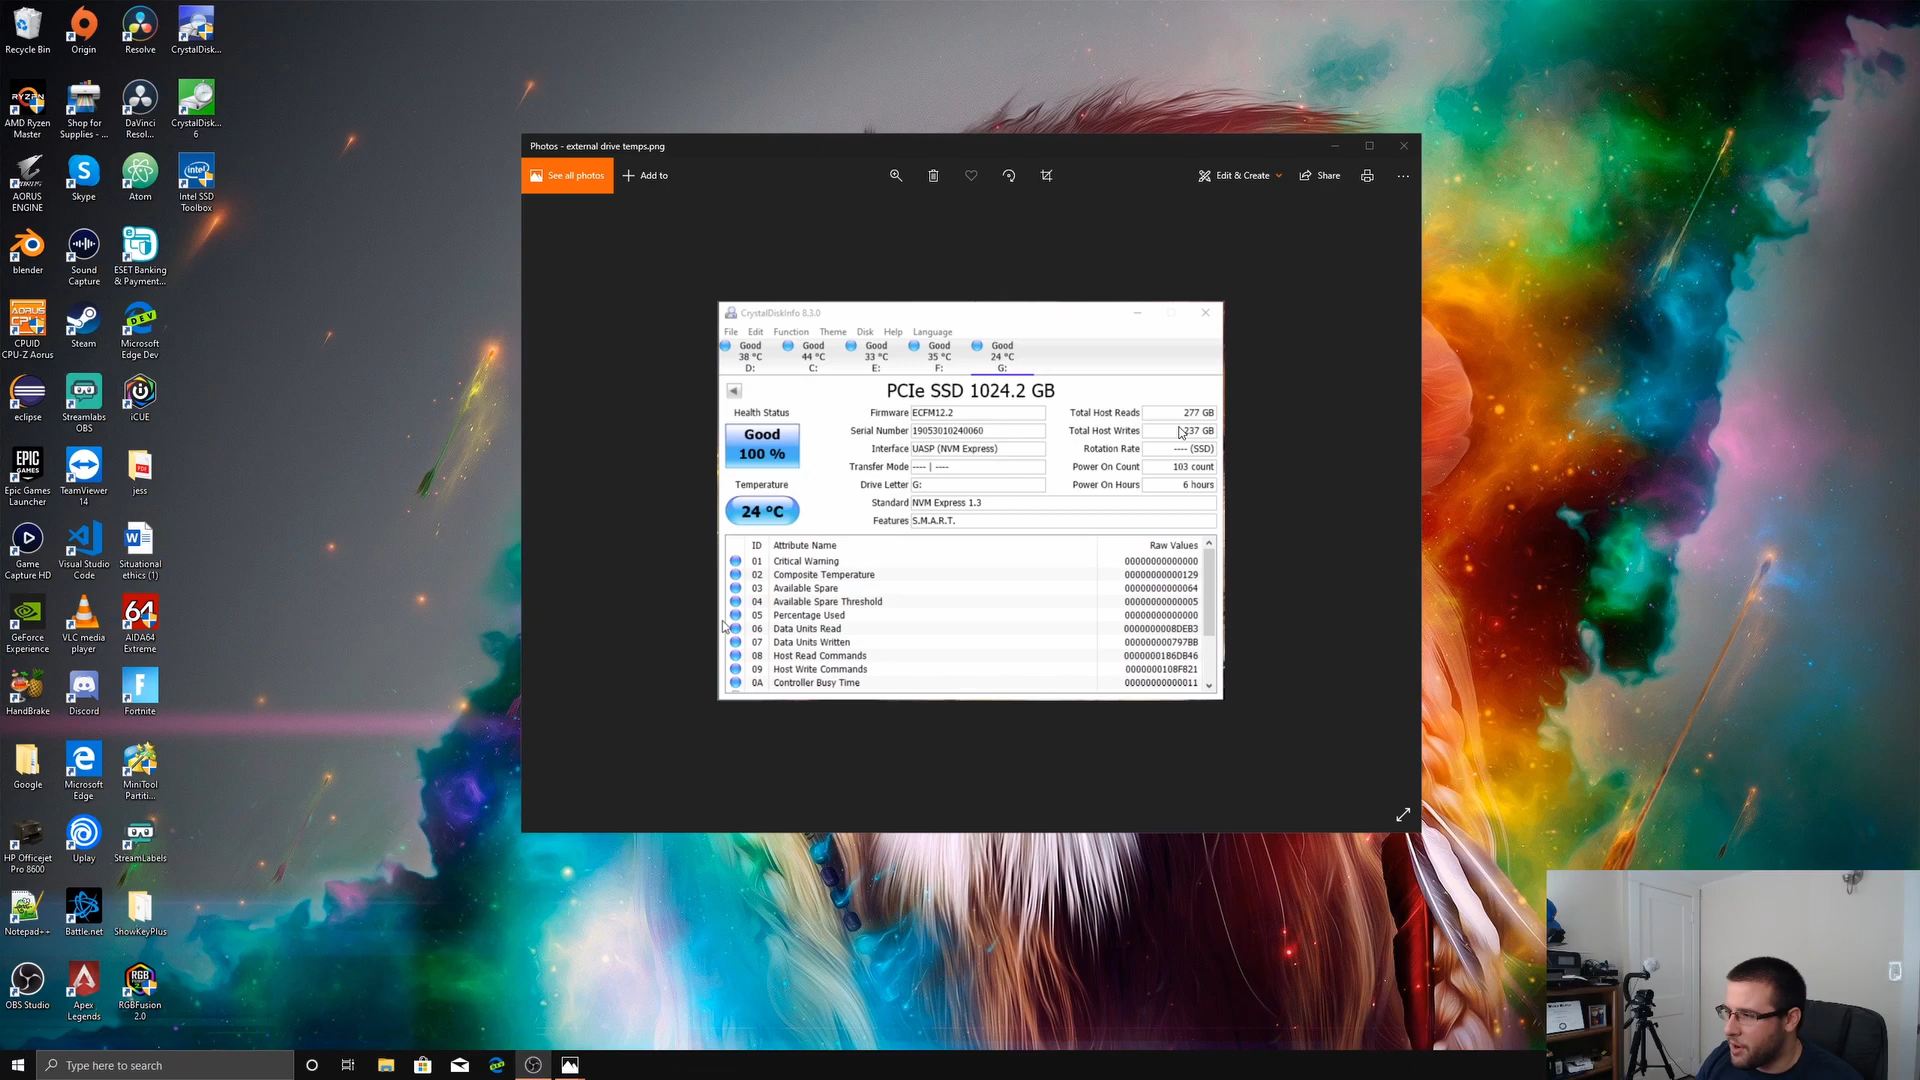 Recycle Bin
Origin
Resolve
CrystalDisk...
AMD Ryzen
Master
Shop for
Supplies - ...
DaVinci
Resol...
CrystalDisk...
6
AORUS
ENGINE
Skype
Atom
Intel SSD
Toolbox
blender
Sound
Capture
ESET Banking
& Payment...
CPUID
CPU-Z Aorus
Steam
Microsoft
Edge Dev
eclipse
Streamlabs
OBS
iCUE
Epic Games
Launcher
TeamViewer
14
jess
Game
Capture HD
Visual Studio
Code
Situational
ethics (1)
GeForce
Experience
VLC media
player
AIDA64
Extreme
HandBrake
Discord
Fortnite
Google
Microsoft
Edge
MiniTool
Partiti...
HP Officejet
Pro 8600
Uplay
StreamLabels
Notepad++
Battle.net
ShowKeyPlus
OBS Studio
Apex
Legends
RGBFusion
2.0
Photos - external drive temps.png
See all photos
Add to
Edit & Create
Share
CrystalDiskInfo 8.3.0
File Edit Function Theme Disk Help Language
Good Good Good Good Good
38 °C 44 °C 33 °C 35 °C 24 °C
D: C: E: F: G:
PCIe SSD 1024.2 GB
Health Status
Good
100 %
Temperature
24 °C
Firmware ECFM12.2
Serial Number 19053010240060
Interface UASP (NVM Express)
Transfer Mode ---- | ----
Drive Letter G:
Standard NVM Express 1.3
Features S.M.A.R.T.
Total Host Reads 277 GB
Total Host Writes 237 GB
Rotation Rate ---- (SSD)
Power On Count 103 count
Power On Hours 6 hours
ID Attribute Name Raw Values
01 Critical Warning 00000000000000
02 Composite Temperature 00000000000129
03 Available Spare 00000000000064
04 Available Spare Threshold 00000000000005
05 Percentage Used 00000000000000
06 Data Units Read 0000000008DEB3
07 Data Units Written 000000000797BB
08 Host Read Commands 0000000186DB46
09 Host Write Commands 0000000108F821
0A Controller Busy Time 00000000000011
Type here to search